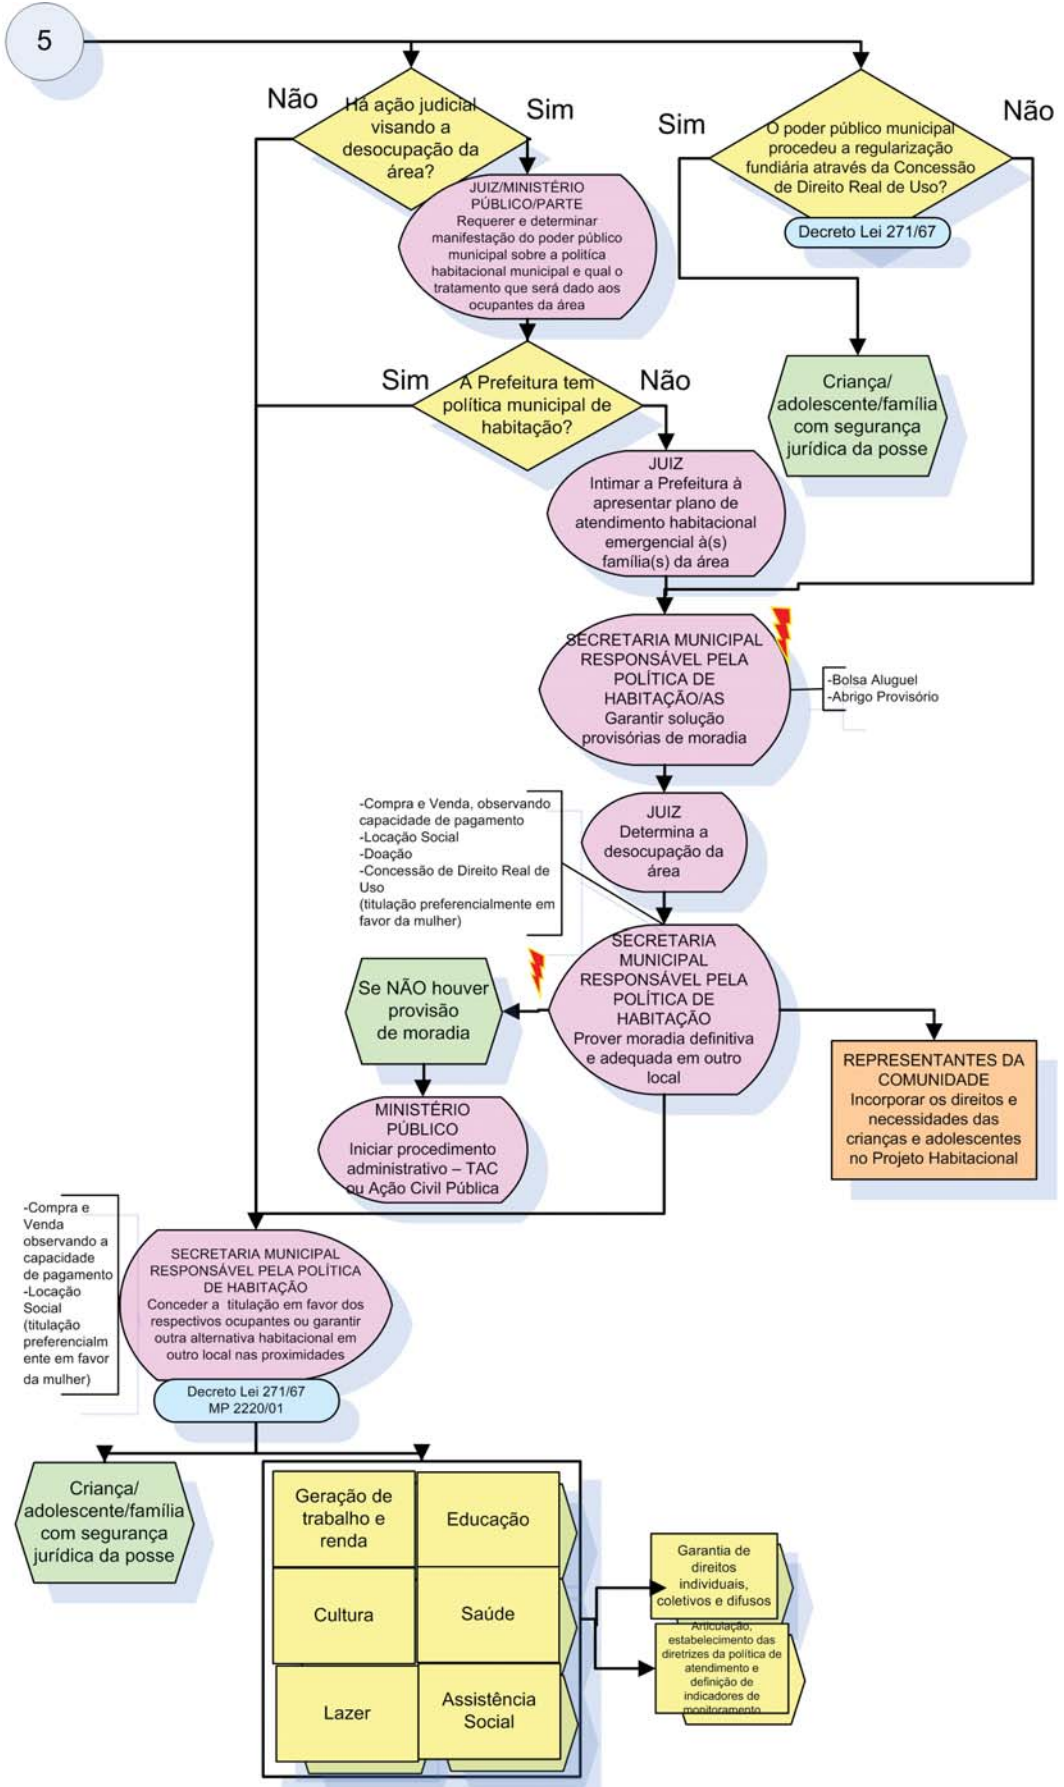 5
Não
Há ação judicial
visando a
desocupação da
área?
Sim
Sim
O poder público municipal
procedeu a regularização
fundiária através da Concessão
de Direito Real de Uso?
Não
Decreto Lei 271/67
JUIZ/MINISTÉRIO
PÚBLICO/PARTE
Requerer e determinar
manifestação do poder público
municipal sobre a politíca
habitacional municipal e qual o
tratamento que será dado aos
ocupantes da área
Sim
A Prefeitura tem
política municipal de
habitação?
Não
Criança/
adolescente/família
com segurança
jurídica da posse
JUIZ
Intimar a Prefeitura à
apresentar plano de
atendimento habitacional
emergencial à(s)
família(s) da área
SECRETARIA MUNICIPAL
RESPONSÁVEL PELA
POLÍTICA DE
HABITAÇÃO/AS
Garantir solução
provisórias de moradia
-Bolsa Aluguel
-Abrigo Provisório
JUIZ
Determina a
desocupação da
área
-Compra e Venda, observando
capacidade de pagamento
-Locação Social
-Doação
-Concessão de Direito Real de
Uso
(titulação preferencialmente em
favor da mulher)
SECRETARIA
MUNICIPAL
RESPONSÁVEL PELA
POLÍTICA DE
HABITAÇÃO
Prover moradia definitiva
e adequada em outro
local
Se NÃO houver
provisão
de moradia
MINISTÉRIO
PÚBLICO
Iniciar procedimento
administrativo – TAC
ou Ação Civil Pública
REPRESENTANTES DA
COMUNIDADE
Incorporar os direitos e
necessidades das
crianças e adolescentes
no Projeto Habitacional
-Compra e
Venda
observando a
capacidade
de pagamento
-Locação
Social
(titulação
preferencialm
ente em favor
da mulher)
SECRETARIA MUNICIPAL
RESPONSÁVEL PELA POLÍTICA
DE HABITAÇÃO
Conceder a titulação em favor dos
respectivos ocupantes ou garantir
outra alternativa habitacional em
outro local nas proximidades
Decreto Lei 271/67
MP 2220/01
Criança/
adolescente/família
com segurança
jurídica da posse
Geração de
trabalho e
renda
Educação
Cultura
Saúde
Lazer
Assistência
Social
Garantia de
direitos
individuais,
coletivos e difusos
Articulação,
estabelecimento das
diretrizes da política de
atendimento e
definição de
indicadores de
monitoramento